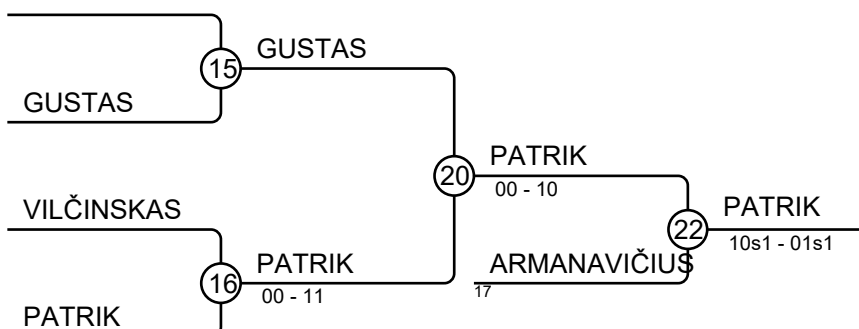 GUSTAS
15
GUSTAS
PATRIK
20
00 - 10
VILČINSKAS
PATRIK
22
10s1 - 01s1
PATRIK
ARMANAVIČIUS
16
17
00 - 11
PATRIK